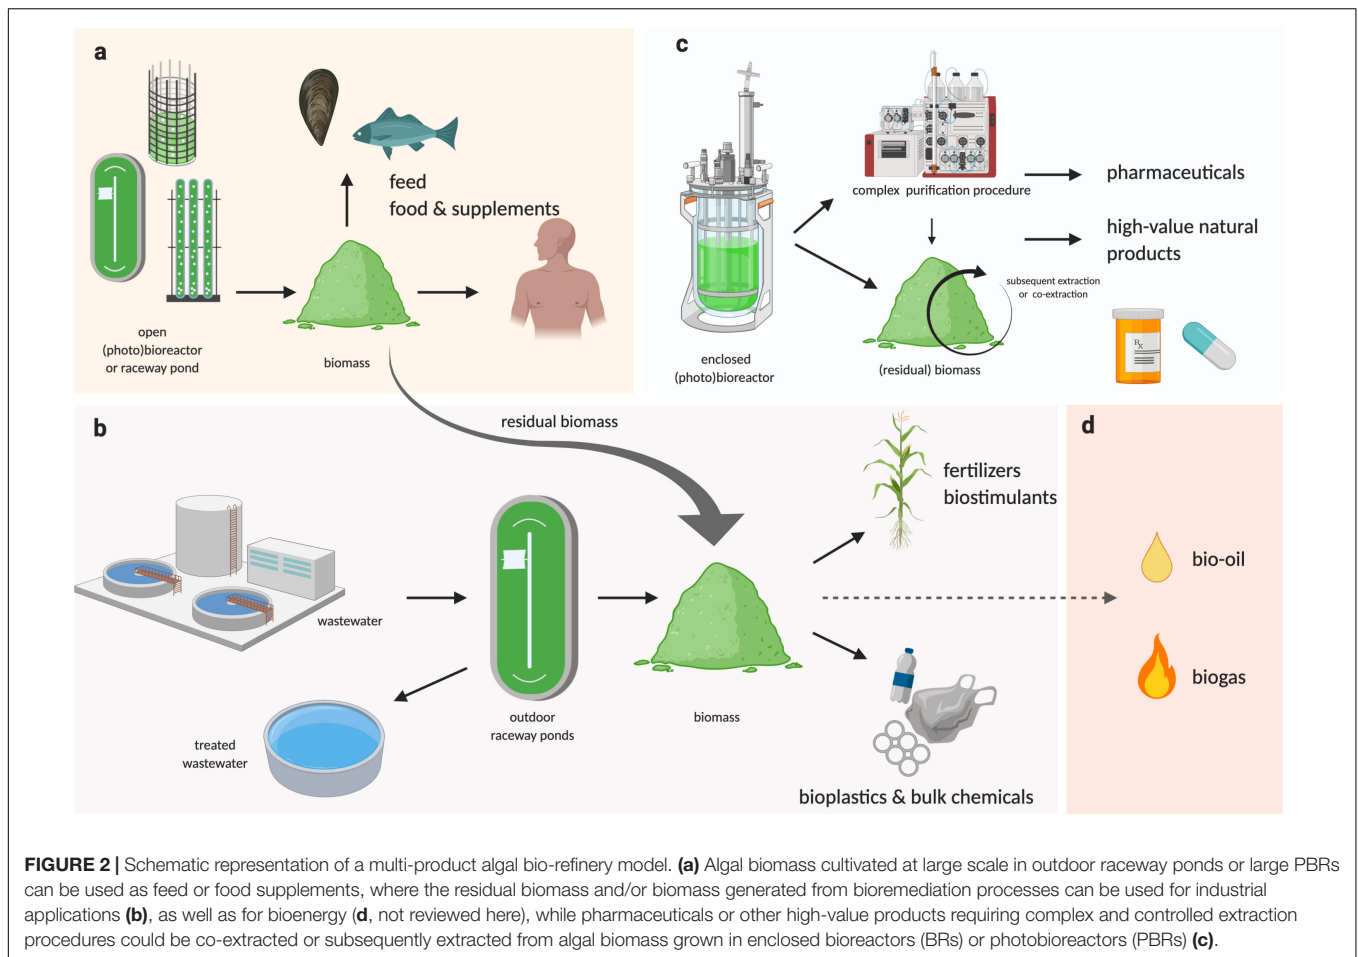 a
feed
food & supplements
open
(photo)bioreactor
or raceway pond
biomass
c
complex purification procedure
pharmaceuticals
high-value natural
products
subsequent extraction
or co-extraction
Rx
enclosed
(photo)bioreactor
(residual) biomass
b
residual biomass
wastewater
treated
wastewater
outdoor
raceway ponds
biomass
fertilizers
biostimulants
bioplastics & bulk chemicals
d
bio-oil
biogas
FIGURE 2 | Schematic representation of a multi-product algal bio-refinery model. (a) Algal biomass cultivated at large scale in outdoor raceway ponds or large PBRs
can be used as feed or food supplements, where the residual biomass and/or biomass generated from bioremediation processes can be used for industrial
applications (b), as well as for bioenergy (d, not reviewed here), while pharmaceuticals or other high-value products requiring complex and controlled extraction
procedures could be co-extracted or subsequently extracted from algal biomass grown in enclosed bioreactors (BRs) or photobioreactors (PBRs) (c).